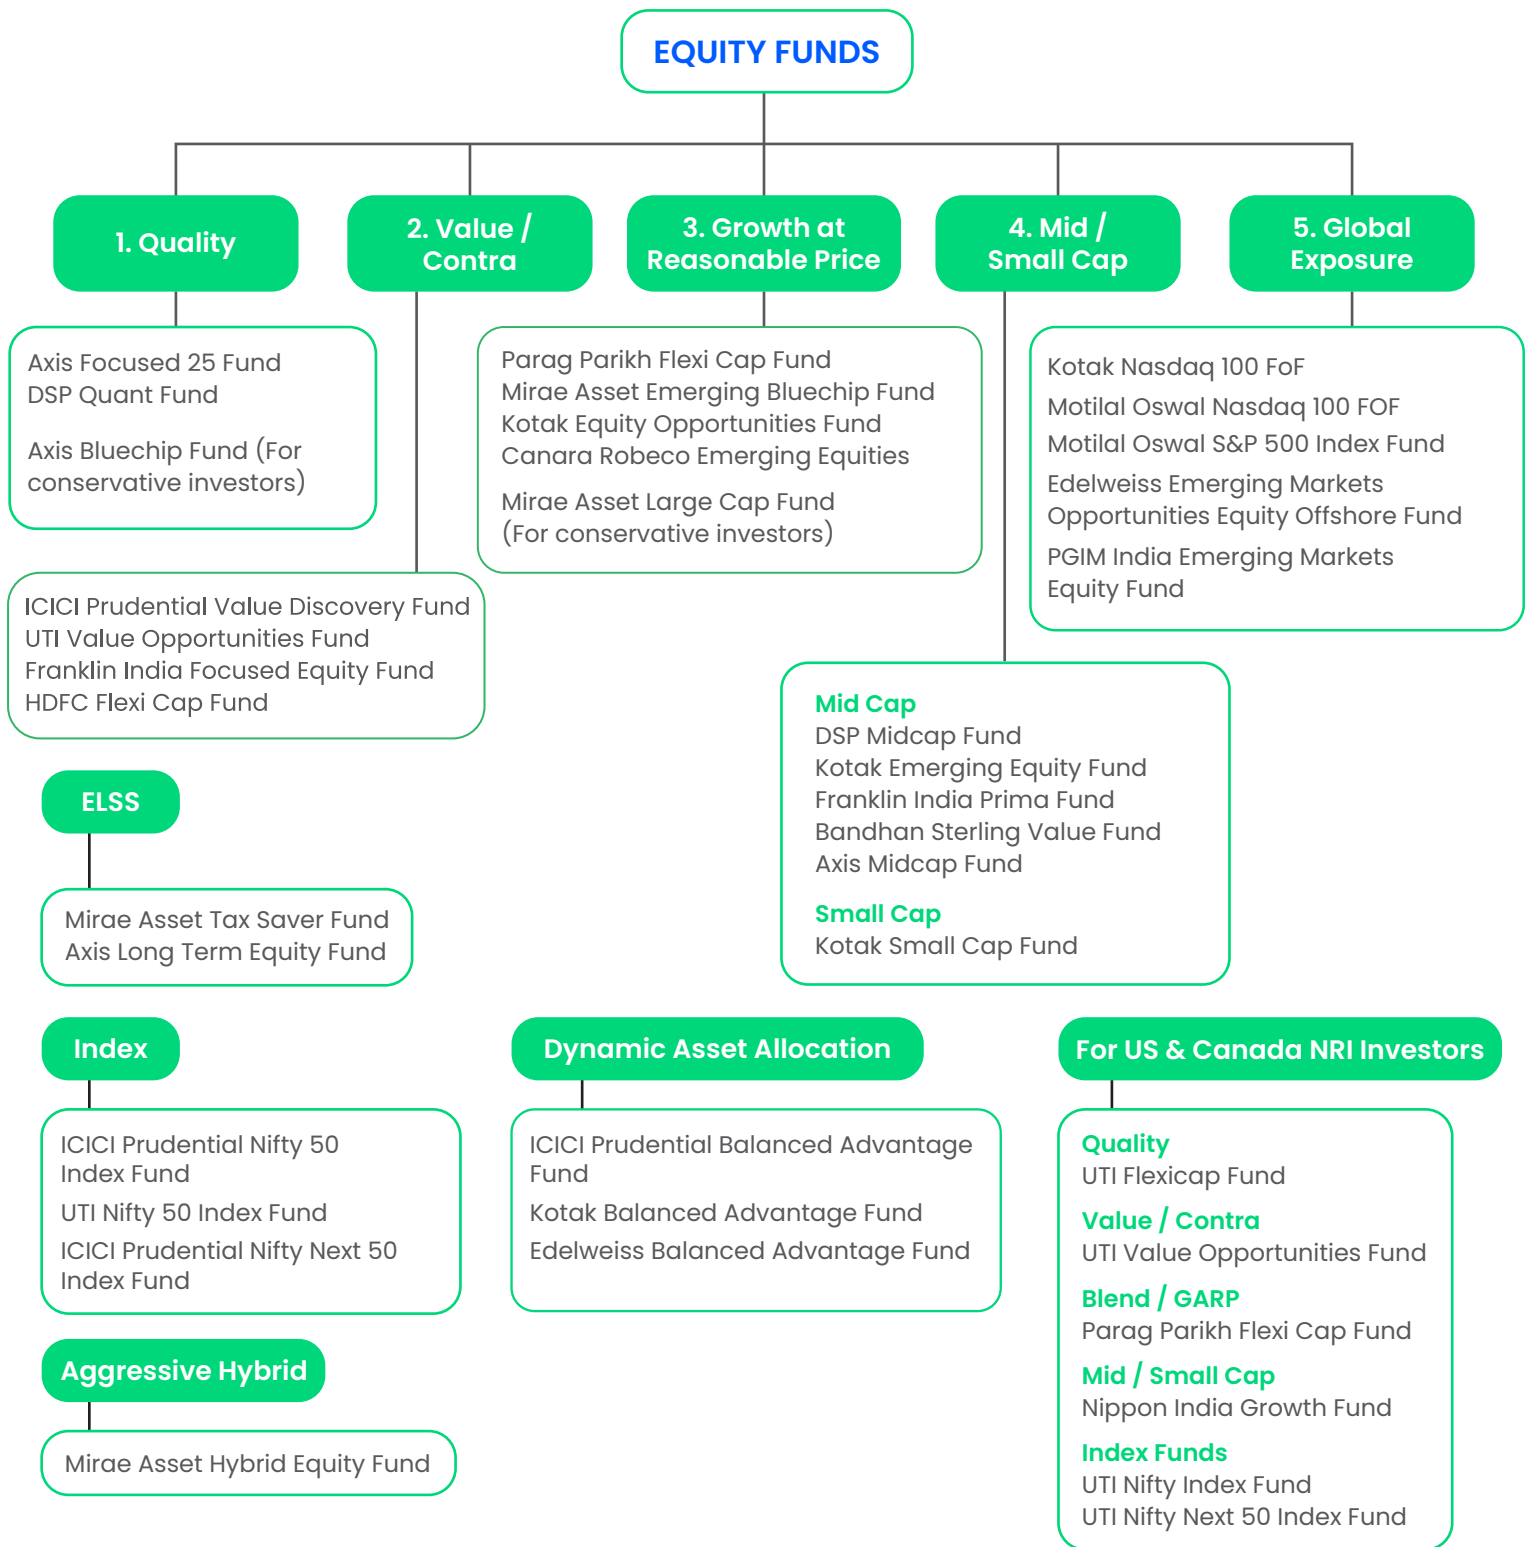 EQUITY FUNDS
1. Quality
2. Value /
Contra
3. Growth at
Reasonable Price
4. Mid /
Small Cap
5. Global
Exposure
Axis Focused 25 Fund
DSP Quant Fund
Axis Bluechip Fund (For
conservative investors)
ICICI Prudential Value Discovery Fund
UTI Value Opportunities Fund
Franklin India Focused Equity Fund
HDFC Flexi Cap Fund
Parag Parikh Flexi Cap Fund
Mirae Asset Emerging Bluechip Fund
Kotak Equity Opportunities Fund
Canara Robeco Emerging Equities
Mirae Asset Large Cap Fund
(For conservative investors)
Mid Cap
DSP Midcap Fund
Kotak Emerging Equity Fund
Franklin India Prima Fund
Bandhan Sterling Value Fund
Axis Midcap Fund
Small Cap
Kotak Small Cap Fund
Kotak Nasdaq 100 FoF
Motilal Oswal Nasdaq 100 FOF
Motilal Oswal S&P 500 Index Fund
Edelweiss Emerging Markets
Opportunities Equity Offshore Fund
PGIM India Emerging Markets
Equity Fund
ELSS
Mirae Asset Tax Saver Fund
Axis Long Term Equity Fund
Index
ICICI Prudential Nifty 50
Index Fund
UTI Nifty 50 Index Fund
ICICI Prudential Nifty Next 50
Index Fund
Aggressive Hybrid
Mirae Asset Hybrid Equity Fund
Dynamic Asset Allocation
ICICI Prudential Balanced Advantage
Fund
Kotak Balanced Advantage Fund
Edelweiss Balanced Advantage Fund
For US & Canada NRI Investors
Quality
UTI Flexicap Fund
Value / Contra
UTI Value Opportunities Fund
Blend / GARP
Parag Parikh Flexi Cap Fund
Mid / Small Cap
Nippon India Growth Fund
Index Funds
UTI Nifty Index Fund
UTI Nifty Next 50 Index Fund